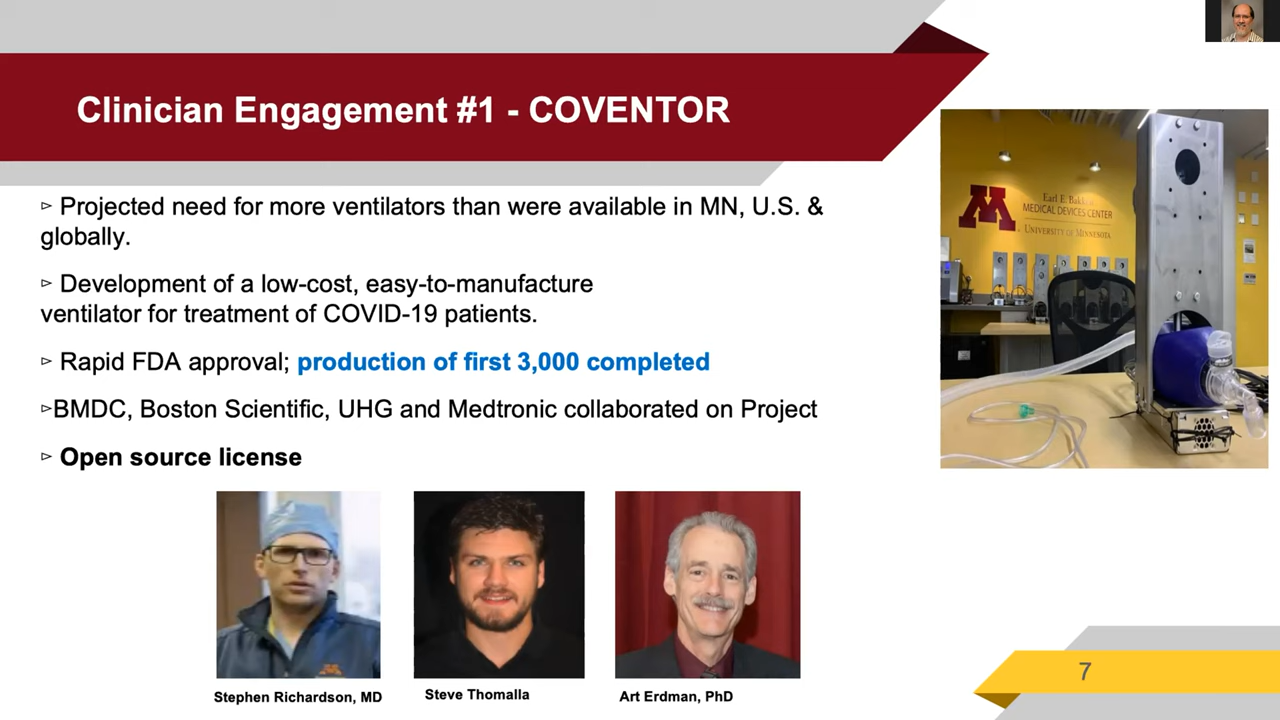 Clinician Engagement #1 - COVENTOR
▻ Projected need for more ventilators than were available in MN, U.S. &
globally.
▻ Development of a low-cost, easy-to-manufacture
ventilator for treatment of COVID-19 patients.
▻ Rapid FDA approval; production of first 3,000 completed
▻BMDC, Boston Scientific, UHG and Medtronic collaborated on Project
▻ Open source license
M
Earl E. Bakken
MEDICAL DEVICES CENTER
UNIVERSITY OF MINNESOTA
Stephen Richardson, MD
Steve Thomalla
Art Erdman, PhD
7